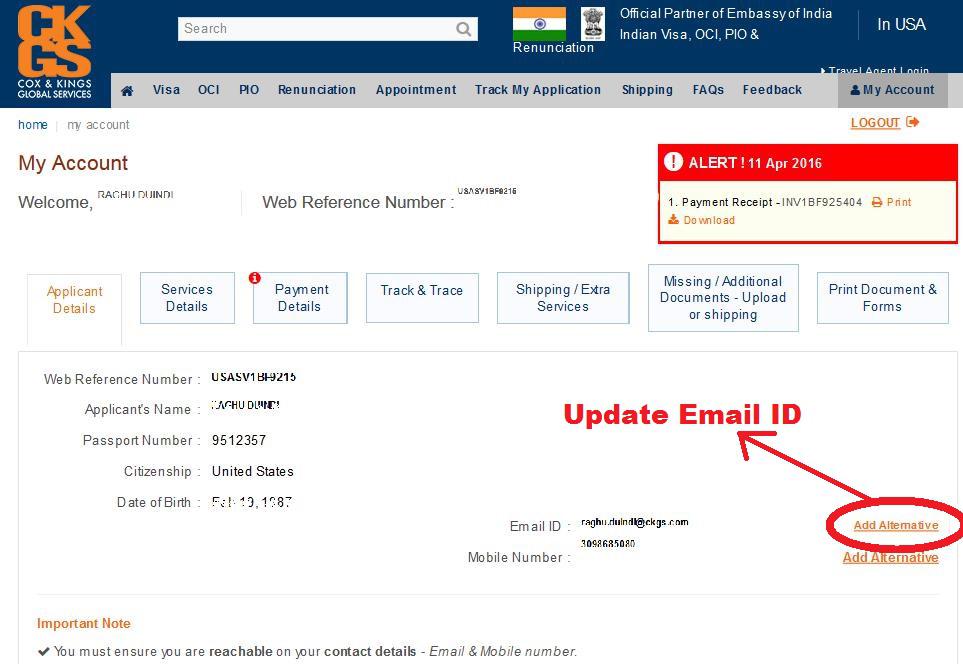 CKGS
COX & KINGS
GLOBAL SERVICES
Search
Official Partner of Embassy of India
Indian Visa, OCI, PIO &
Renunciation
In USA
Travel Agent Login
Visa OCI PIO Renunciation Appointment Track My Application Shipping FAQs Feedback My Account
home | my account
LOGOUT
My Account
ALERT ! 11 Apr 2016
Welcome, RAGHU DUINDI
Web Reference Number : USASV1BF9215
1. Payment Receipt - INV1BF925404 Print
Download
Applicant
Details
Services
Details
Payment
Details
Track & Trace
Shipping / Extra
Services
Missing / Additional
Documents - Upload
or shipping
Print Document &
Forms
Web Reference Number : USASV1BF9215
Applicant's Name :
Update Email ID
Passport Number : 9512357
Citizenship : United States
Date of Birth :
Email ID : raghu.duindi@ckgs.com Add Alternative
Mobile Number : 3098685080 Add Alternative
Important Note
You must ensure you are reachable on your contact details - Email & Mobile number.